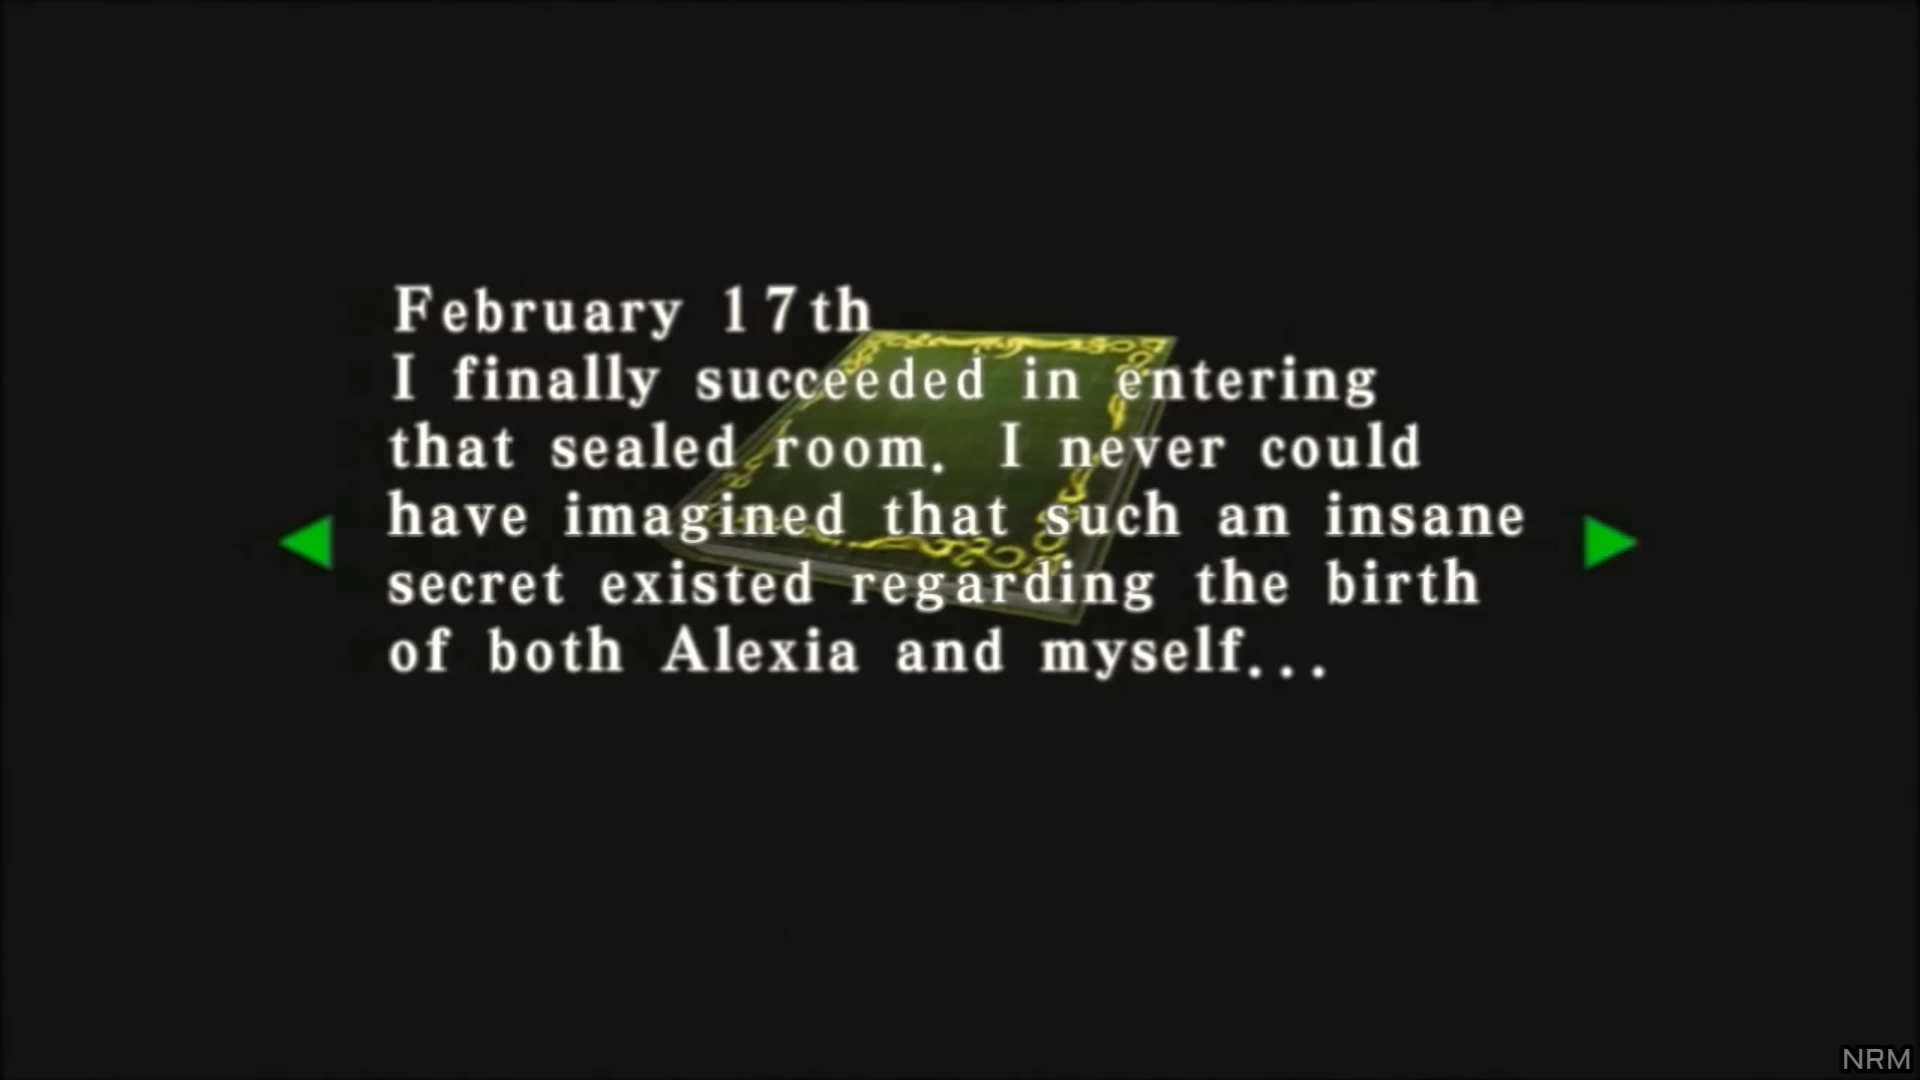 February 17th
I finally succeeded in entering
that sealed room. I never could
have imagined that such an insane
secret existed regarding the birth
of both Alexia and myself...
NRM